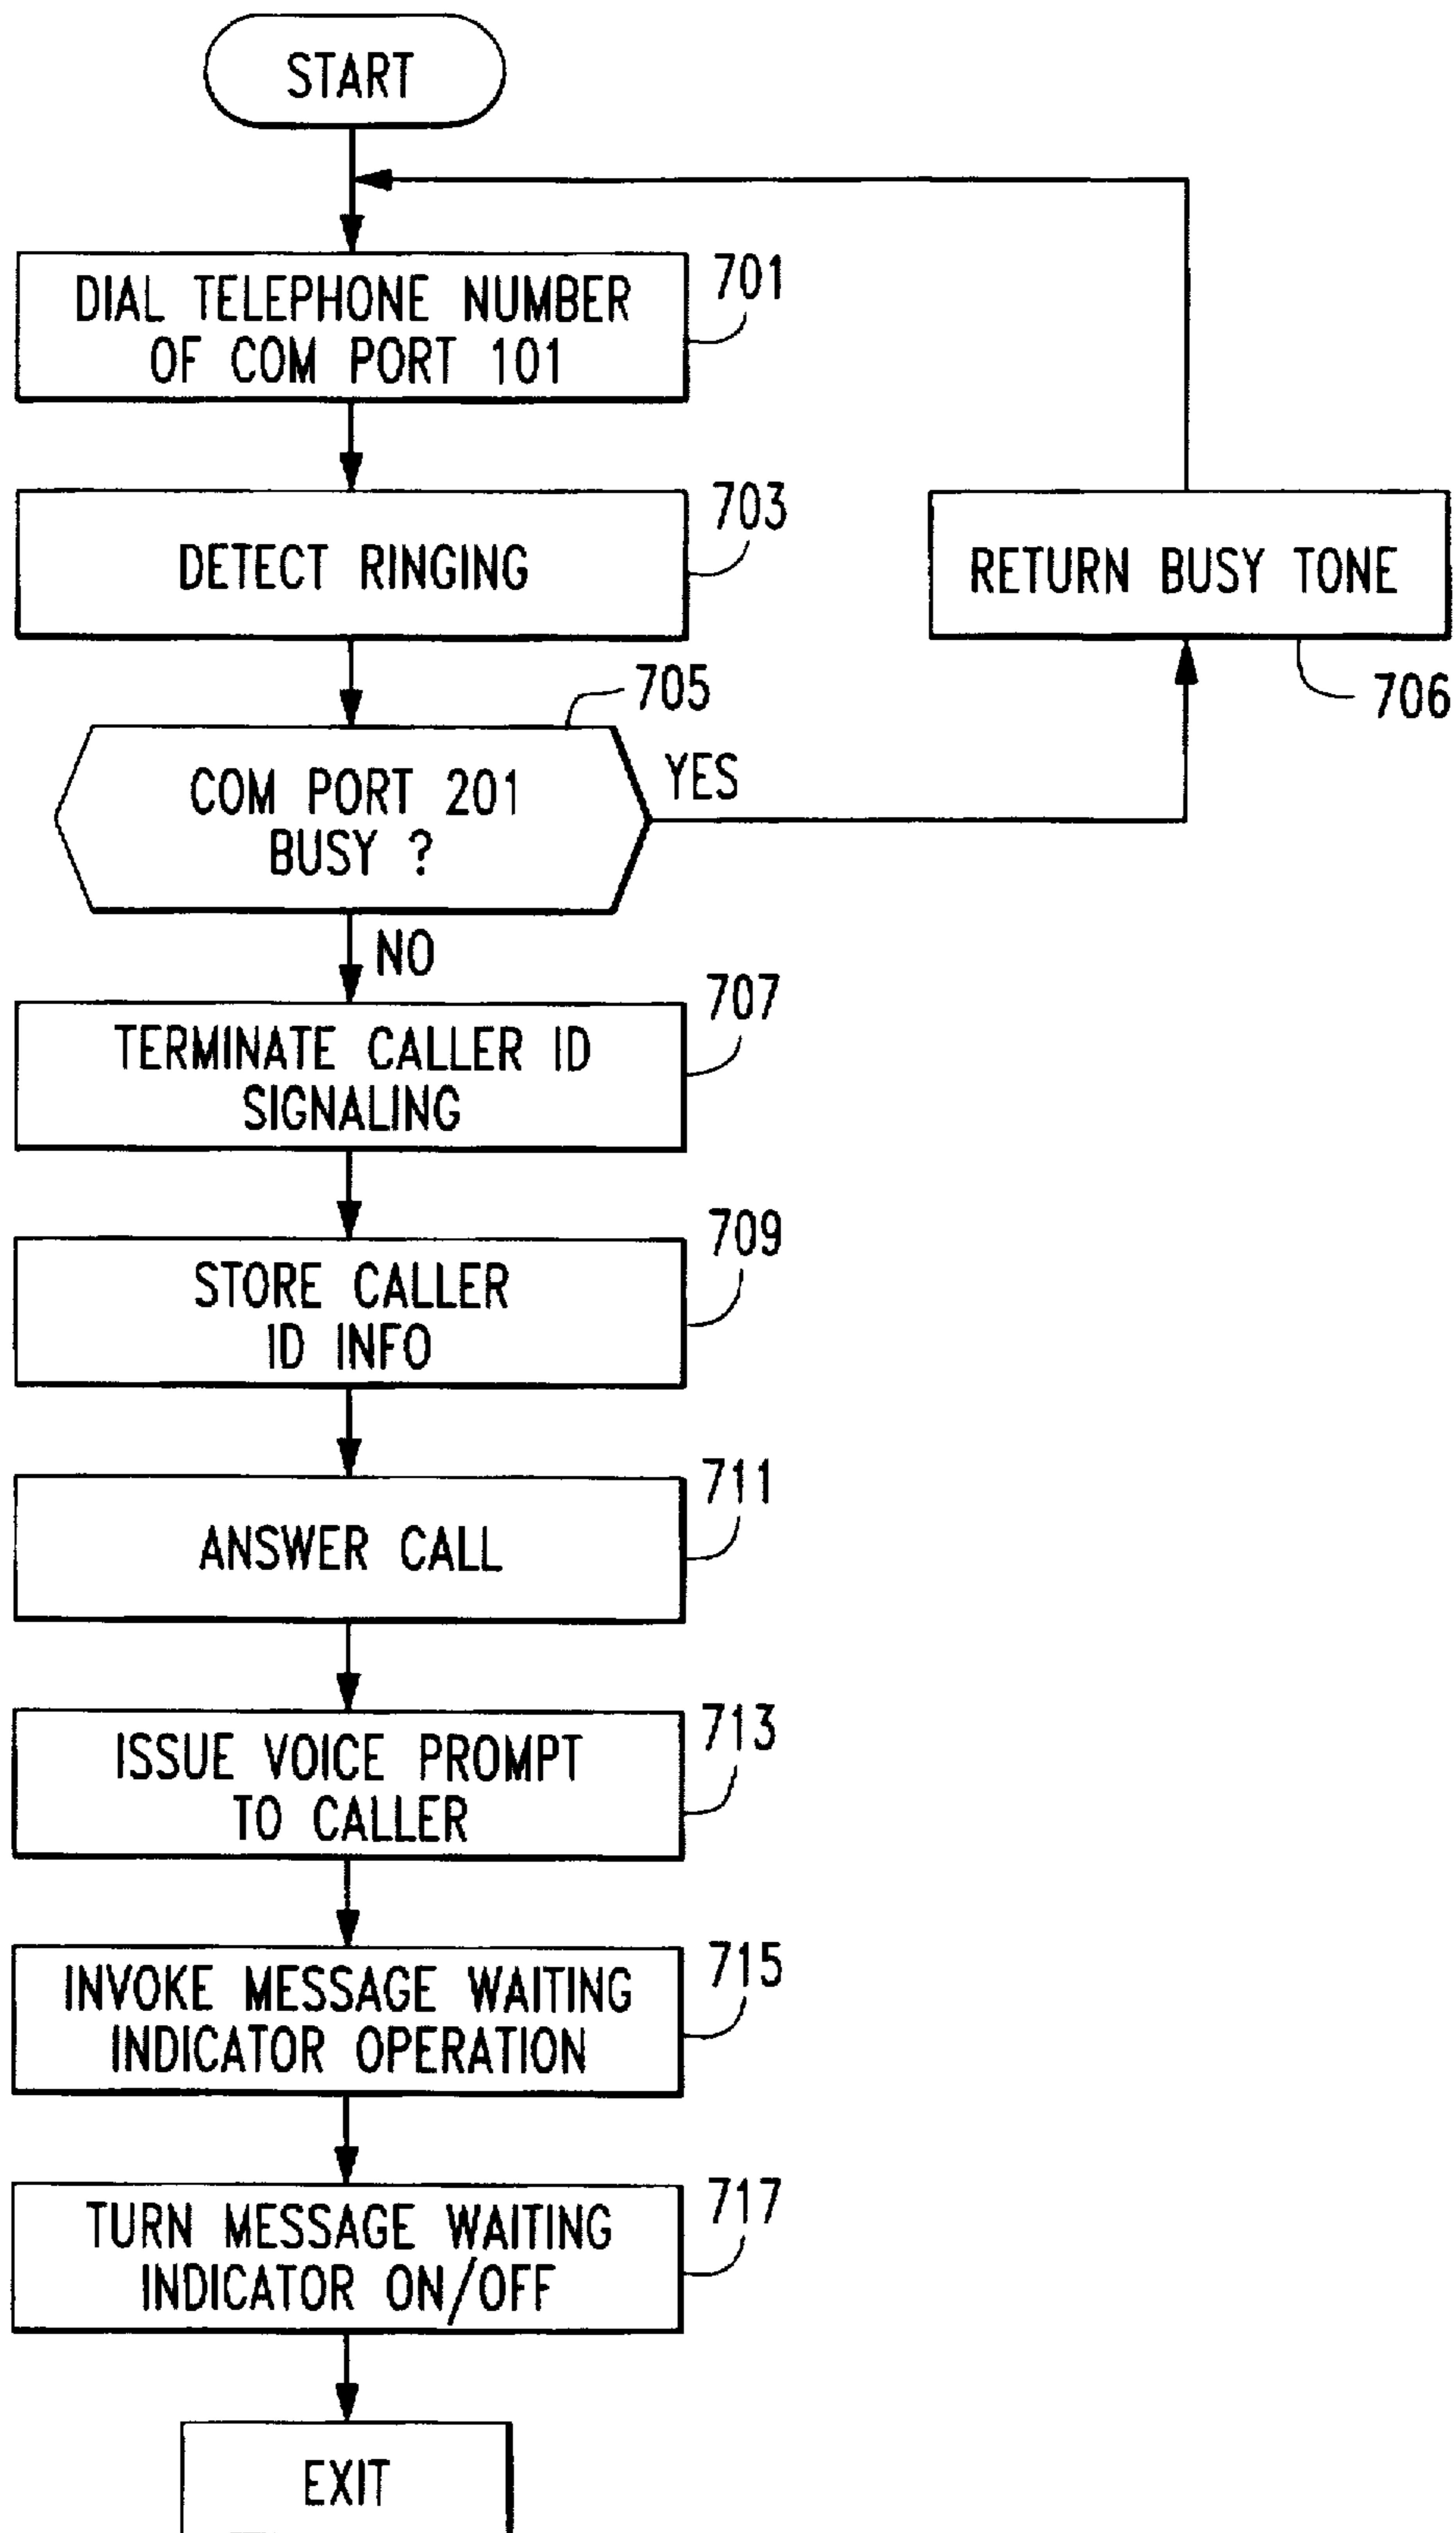 START
DIAL TELEPHONE NUMBER
OF COM PORT 101
701
DETECT RINGING
703
RETURN BUSY TONE
706
705
COM PORT 201
BUSY ?
YES
NO
707
TERMINATE CALLER ID
SIGNALING
709
STORE CALLER
ID INFO
711
ANSWER CALL
713
ISSUE VOICE PROMPT
TO CALLER
715
INVOKE MESSAGE WAITING
INDICATOR OPERATION
717
TURN MESSAGE WAITING
INDICATOR ON/OFF
EXIT